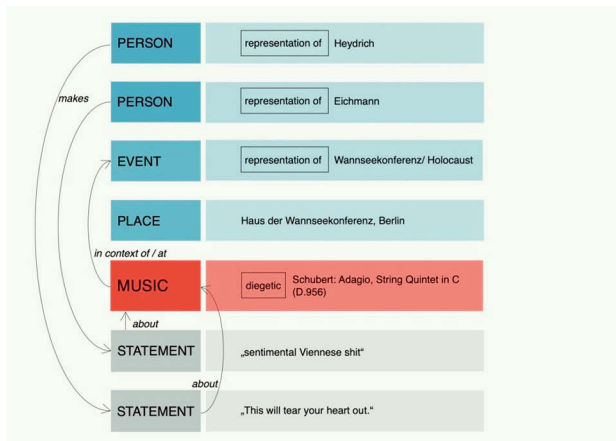 PERSON representation of Heydrich
makes
PERSON representation of Eichmann
EVENT representation of Wannseekonferenz/ Holocaust
PLACE Haus der Wannseekonferenz, Berlin
in context of / at
MUSIC diegetic Schubert: Adagio, String Quintet in C
(D.956)
about
STATEMENT „sentimental Viennese shit“
about
STATEMENT „This will tear your heart out.“